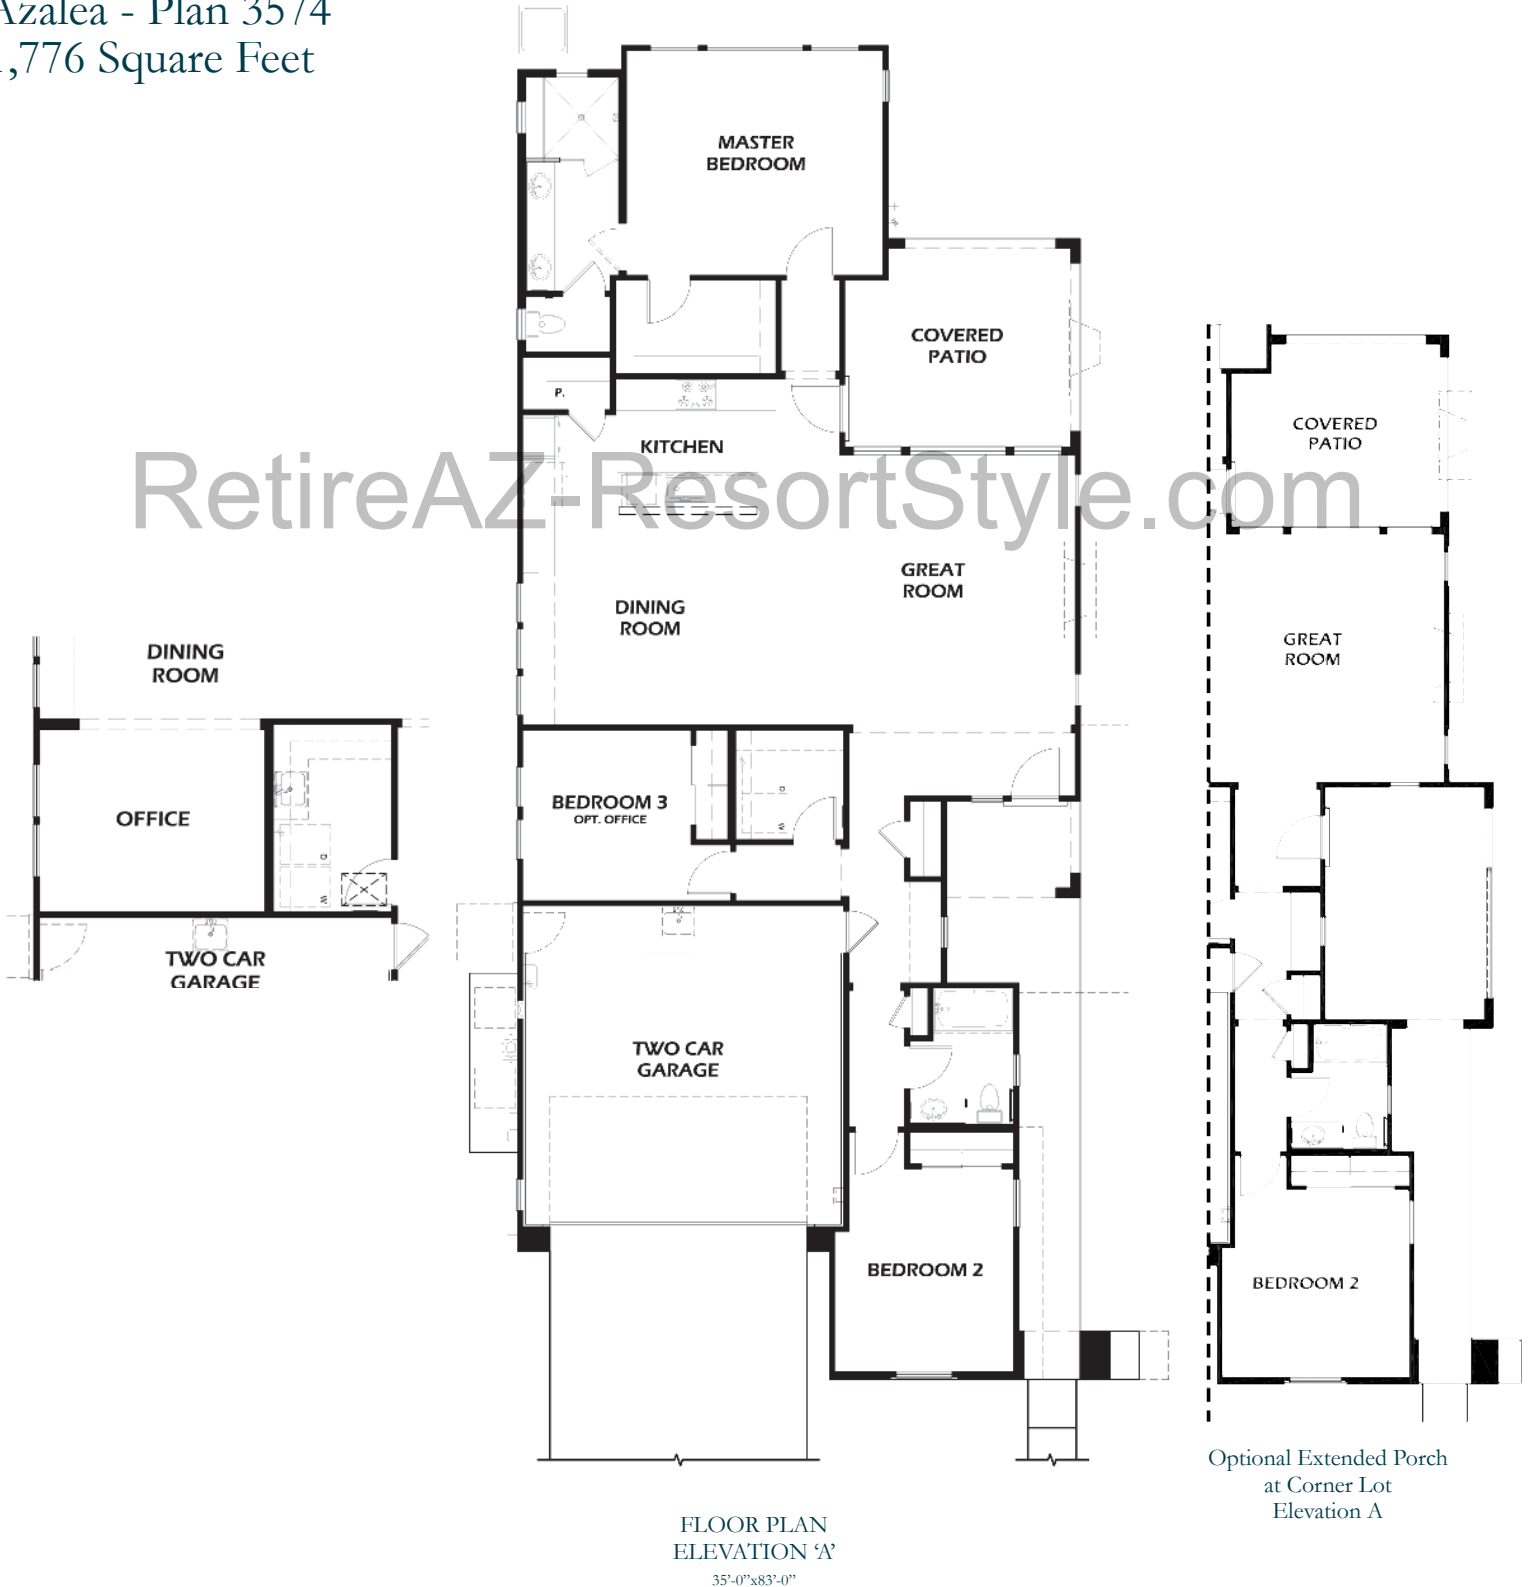 Azalea - Plan 3574
,776 Square Feet
MASTER
BEDROOM
COVERED
PATIO
P.
KITCHEN
RetireAZ-ResortStyle.com
GREAT
ROOM
DINING
ROOM
BEDROOM 3
OPT. OFFICE
D
W
TWO CAR
GARAGE
BEDROOM 2
DINING
ROOM
OFFICE
D
W
TWO CAR
GARAGE
COVERED
PATIO
GREAT
ROOM
BEDROOM 2
Optional Extended Porch
at Corner Lot
Elevation A
FLOOR PLAN
ELEVATION ‘A’
35'-0"x83'-0"